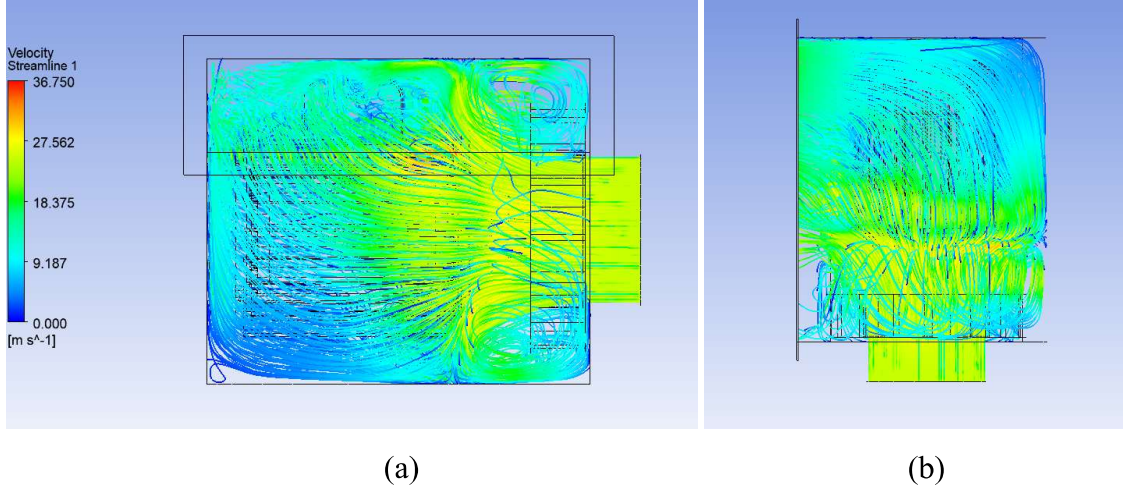 Velocity
Streamline 1
36.750
27.562
18.375
9.187
0.000
[m s^-1]
(a)
(b)